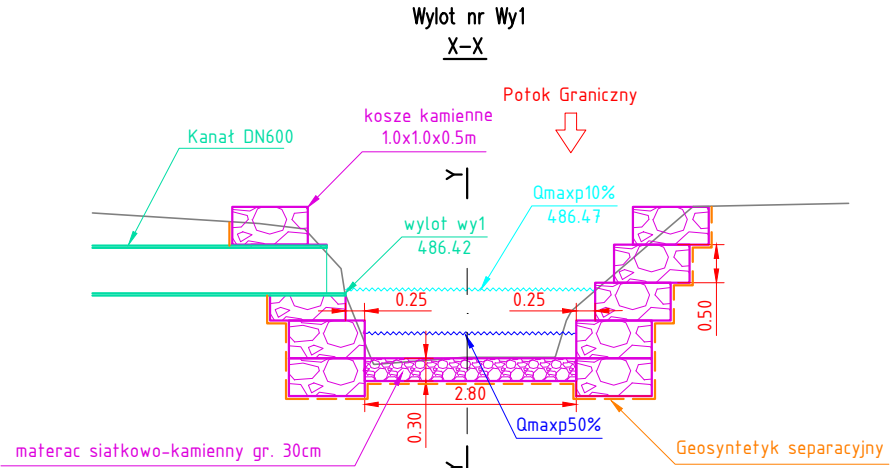 Wylot nr Wy1
X-X
Potok Graniczny
kosze kamienne
1.0x1.0x0.5m
Kanał DN600
Y
Qmaxp10%
486.47
wylot wy1
486.42
0.25
0.25
0.50
2.80
0.30
Qmaxp50%
materac siatkowo-kamienny gr. 30cm
Geosyntetyk separacyjny
Y